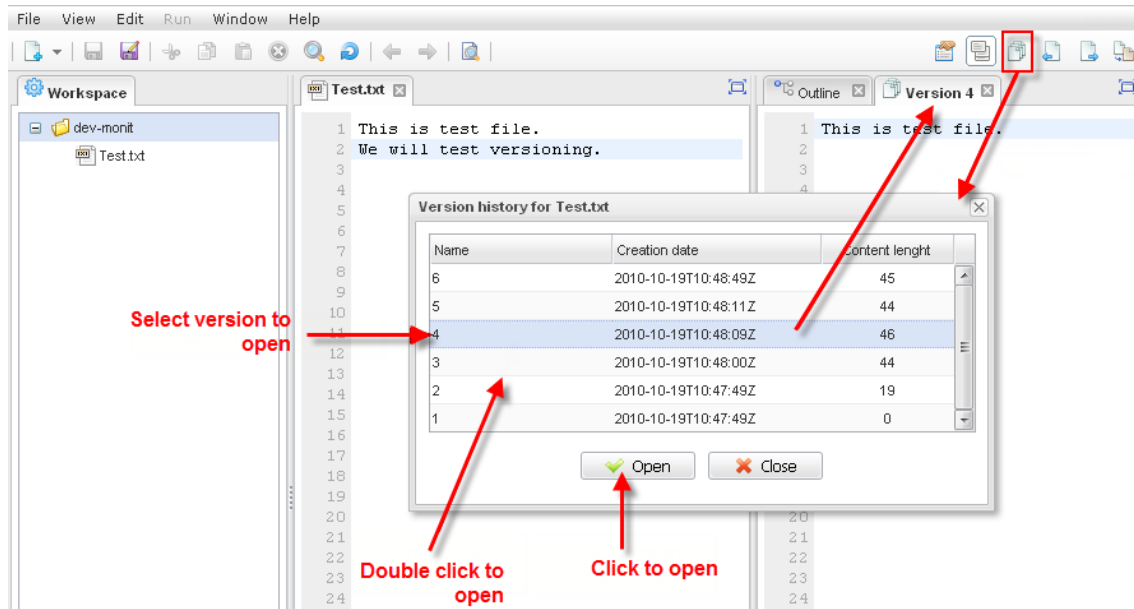 File View Edit Run Window Help
Workspace
dev-monit
Test.txt
Test.txt
1 This is test file.
2 We will test versioning.
3
4
5
6
7
8
9
10
11
12
13
14
15
16
17
18
19
20
21
22
23
24
Outline
Version 4
1 This is test file.
2
3
4
20
21
22
23
24
Version history for Test.txt
Name Creation date Content lenght
6 2010-10-19T10:48:49Z 45
5 2010-10-19T10:48:11Z 44
4 2010-10-19T10:48:09Z 46
3 2010-10-19T10:48:00Z 44
2 2010-10-19T10:47:49Z 19
1 2010-10-19T10:47:49Z 0
Open Close
Select version to
open
Double click to
open
Click to open